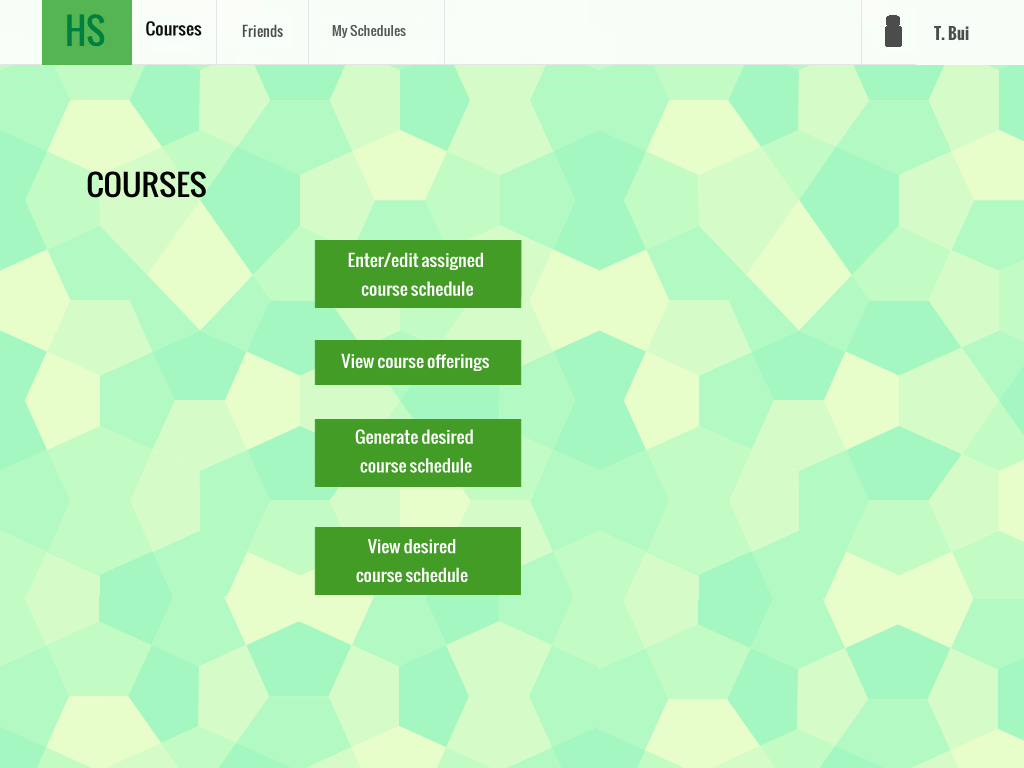 HS
Courses
Friends
My Schedules
T. Bui
COURSES
Enter/edit assigned
course schedule
View course offerings
Generate desired
course schedule
View desired
course schedule